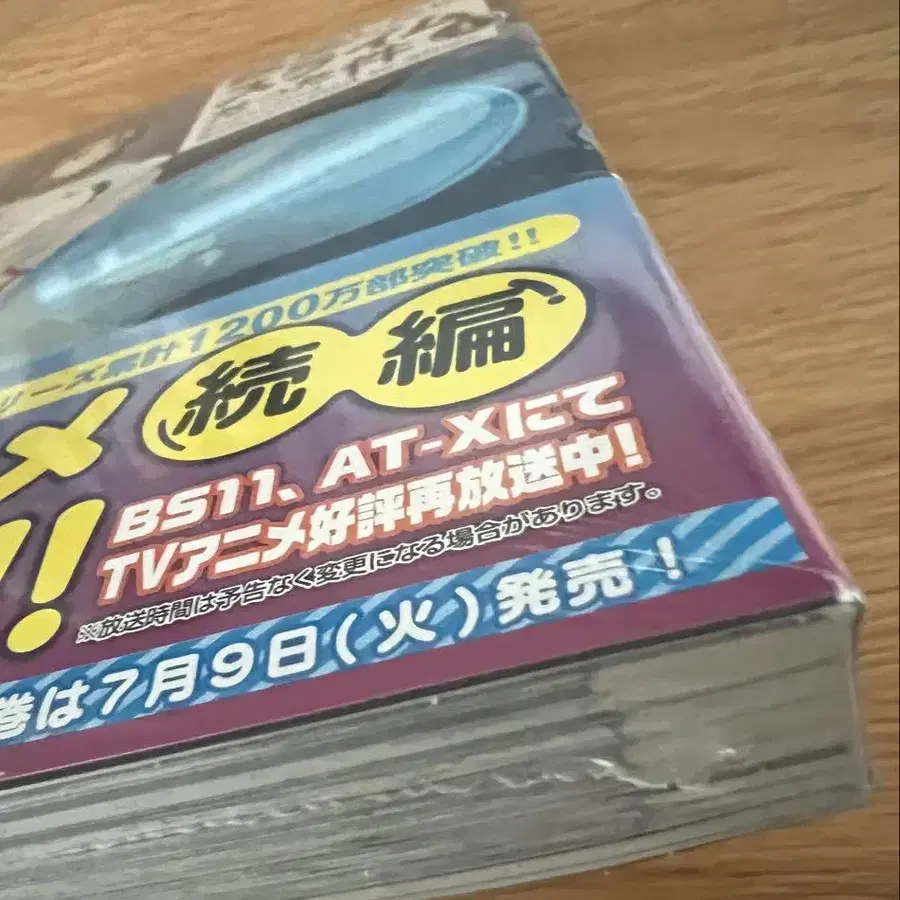 リーズ累計1200万部突破!!
メ 続編
!!
BS11、AT-Xにて
TVアニメ好評再放送中!
※放送時間は予告なく変更になる場合があります。
巻は7月9日(火)発売!